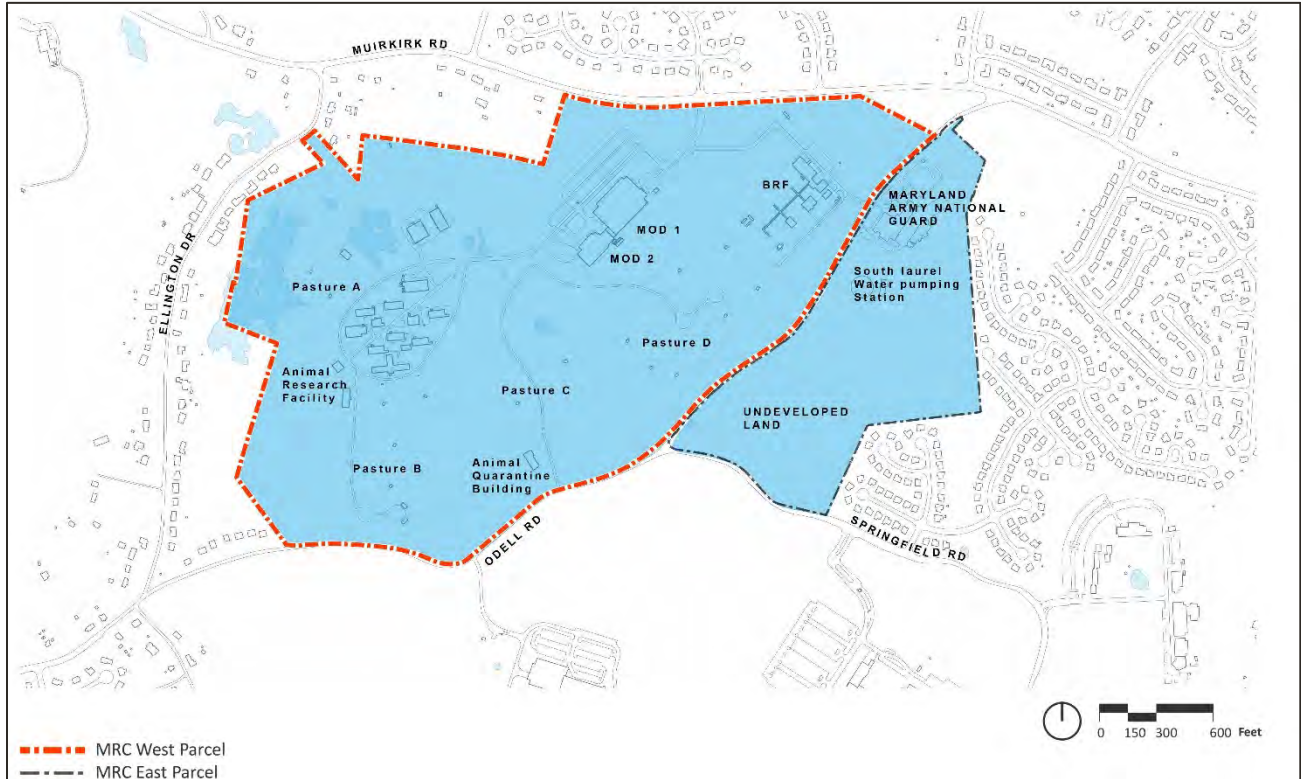 MUIRKIRK RD
BRF
MARYLAND
ARMY NATIONAL
GUARD
MOD 1
MOD 2
South laurel
Water pumping
Station
ELLINGTON DR
Pasture A
Pasture D
Animal
Research
Facility
Pasture C
UNDEVELOPED
LAND
Pasture B
Animal
Quarantine
Building
ODELL RD
SPRINGFIELD RD
0 150 300 600 Feet
MRC West Parcel
MRC East Parcel